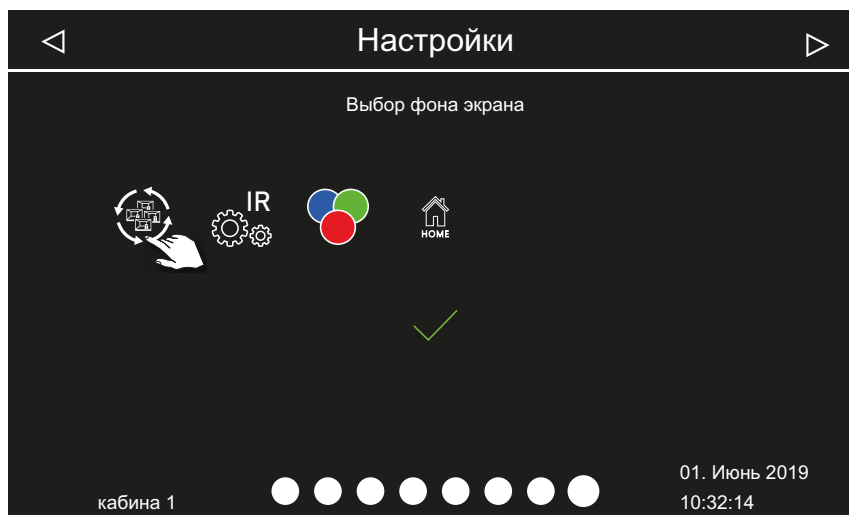 Настройки
Выбор фона экрана
IR
HOME
01. Июнь 2019
кабина 1
10:32:14